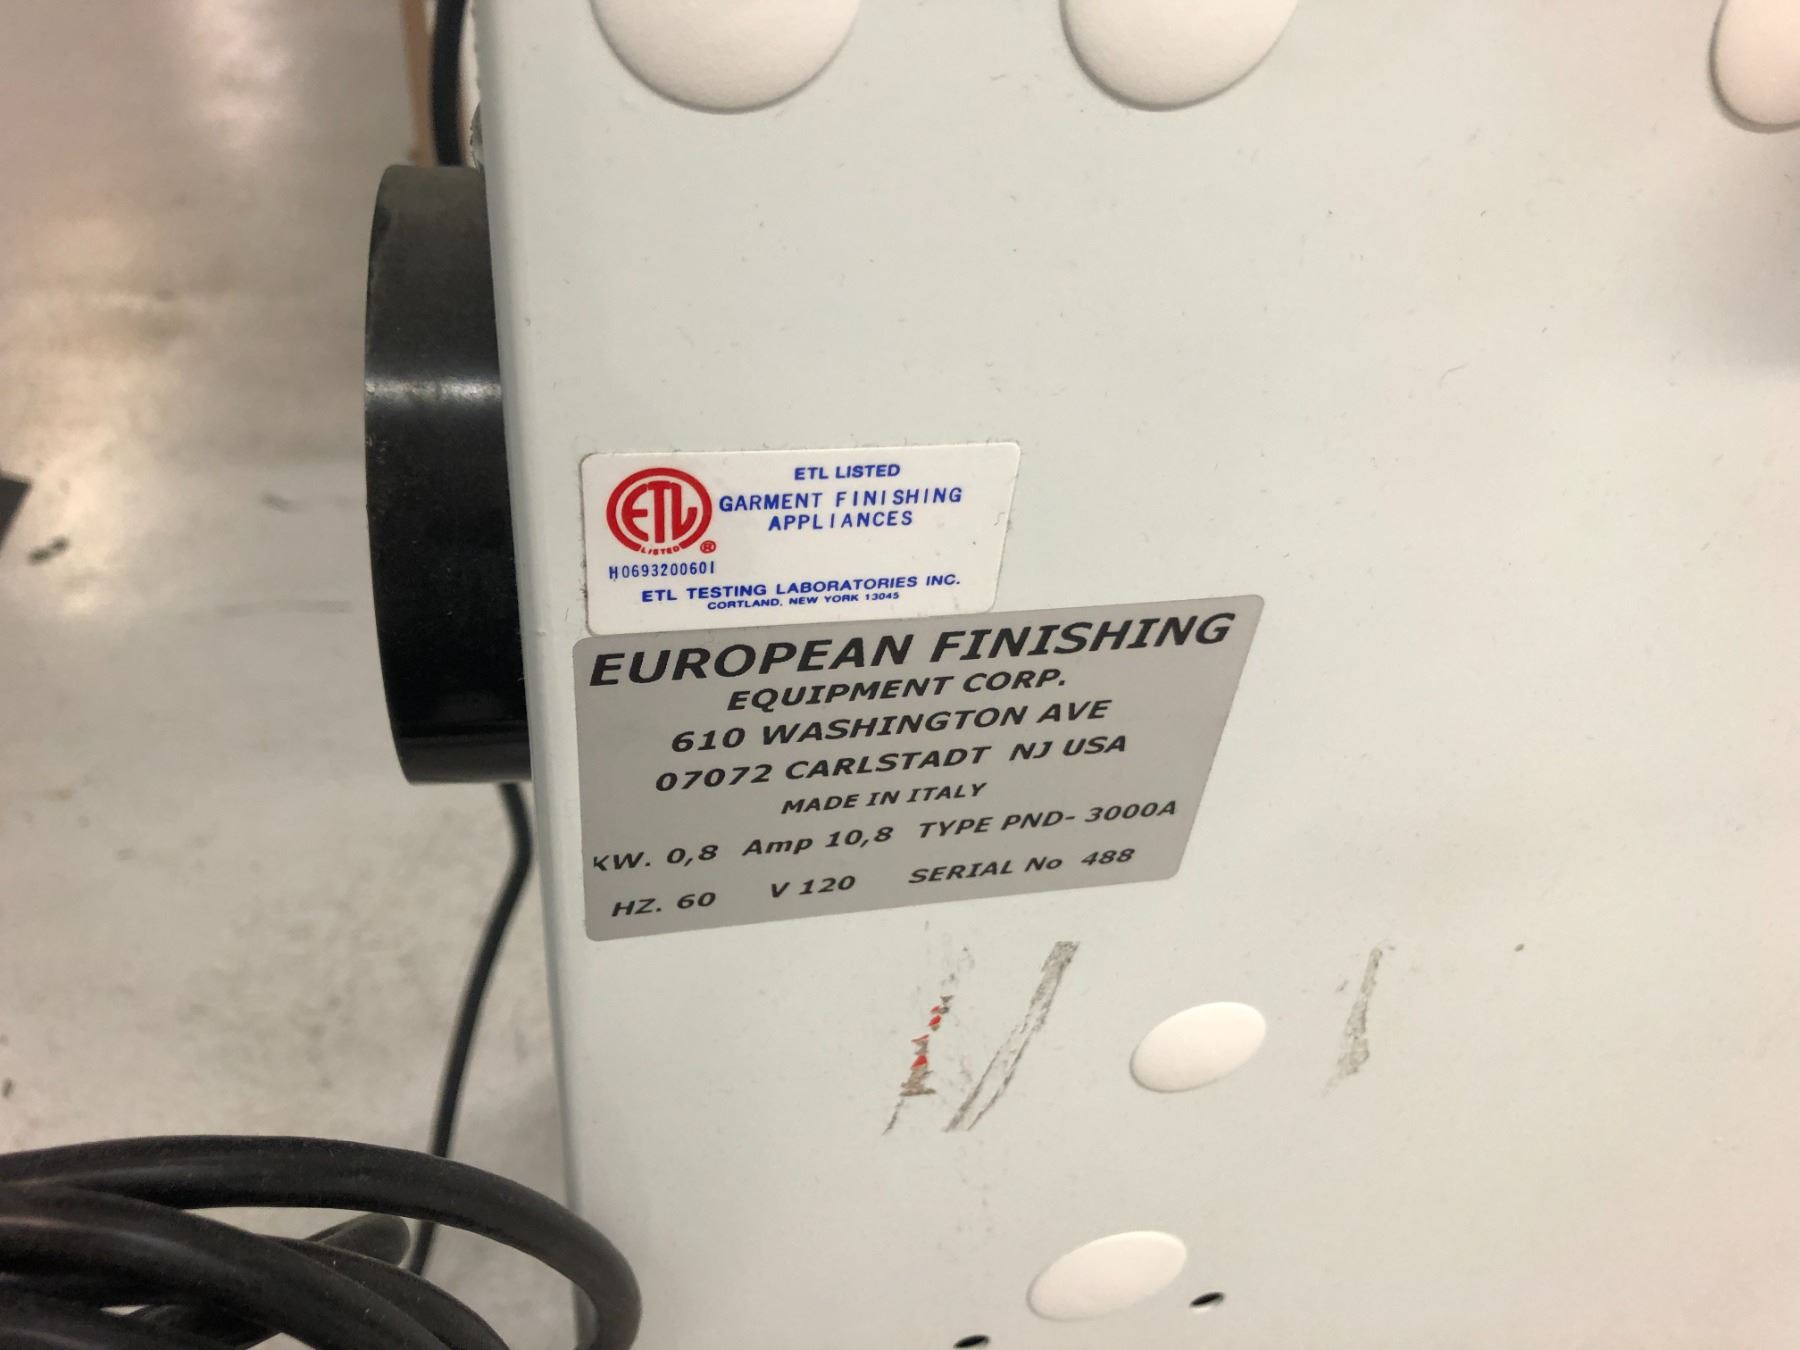 ETL LISTED
GARMENT FINISHING
APPLIANCES
ETL
LISTED
®
H0693200601
ETL TESTING LABORATORIES INC.
CORTLAND, NEW YORK 13045
EUROPEAN FINISHING
EQUIPMENT CORP.
610 WASHINGTON AVE
07072 CARLSTADT NJ USA
MADE IN ITALY
KW. 0,8 Amp 10,8 TYPE PND- 3000A
HZ. 60 V 120 SERIAL No 488